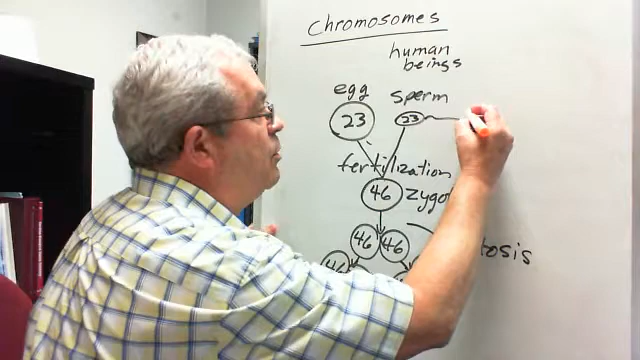 chromosomes
human
beings
egg
sperm
23
23
fertilization
46
46
46